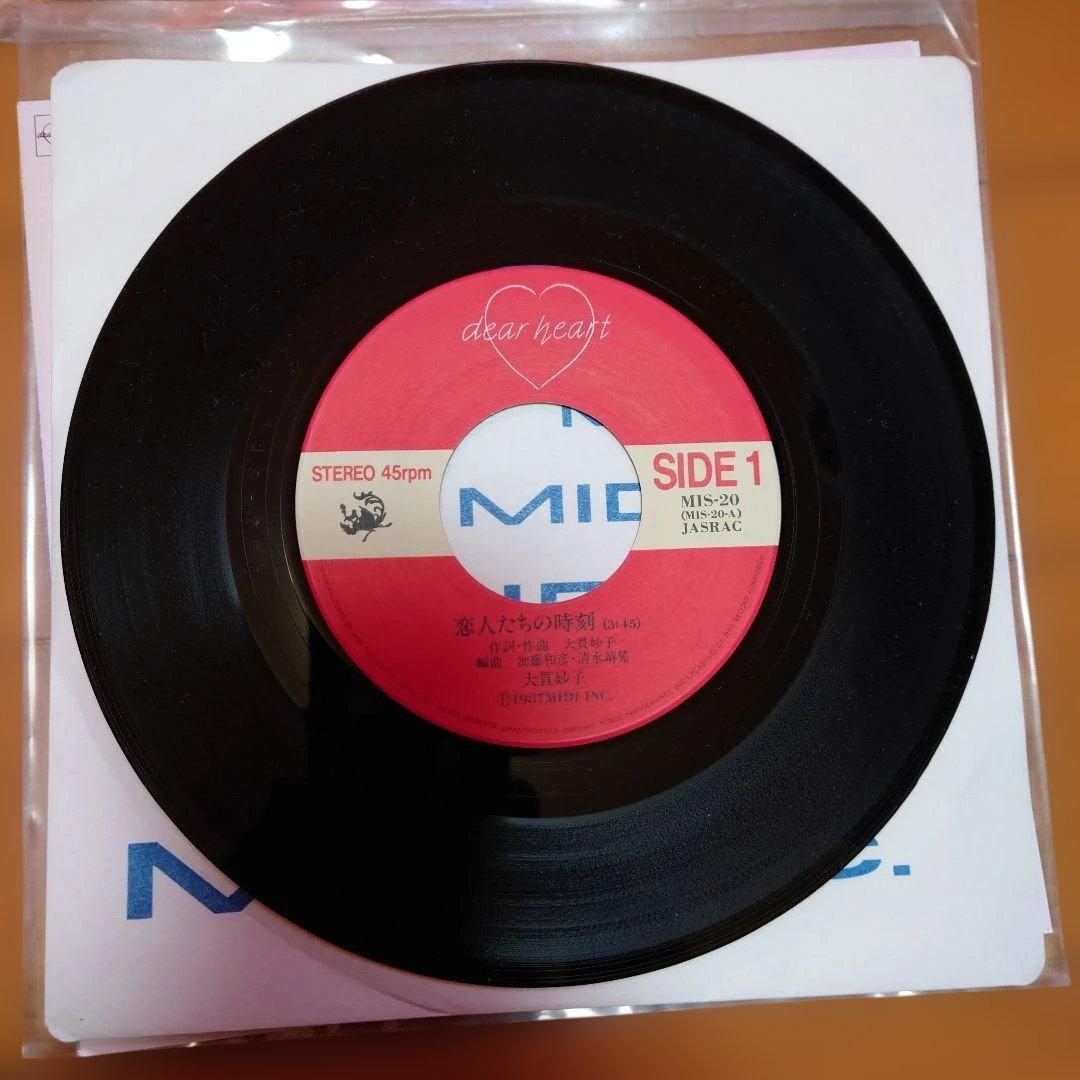 dear heart
STEREO 45rpm
SIDE 1
MIS-20
(MIS-20-A)
JASRAC
MID
恋人たちの時刻 (3:45)
作詞・作曲 大貫妙子
編曲 加藤和彦・清水靖晃
大貫妙子
Ⓟ1987MIDI INC.
M
c.